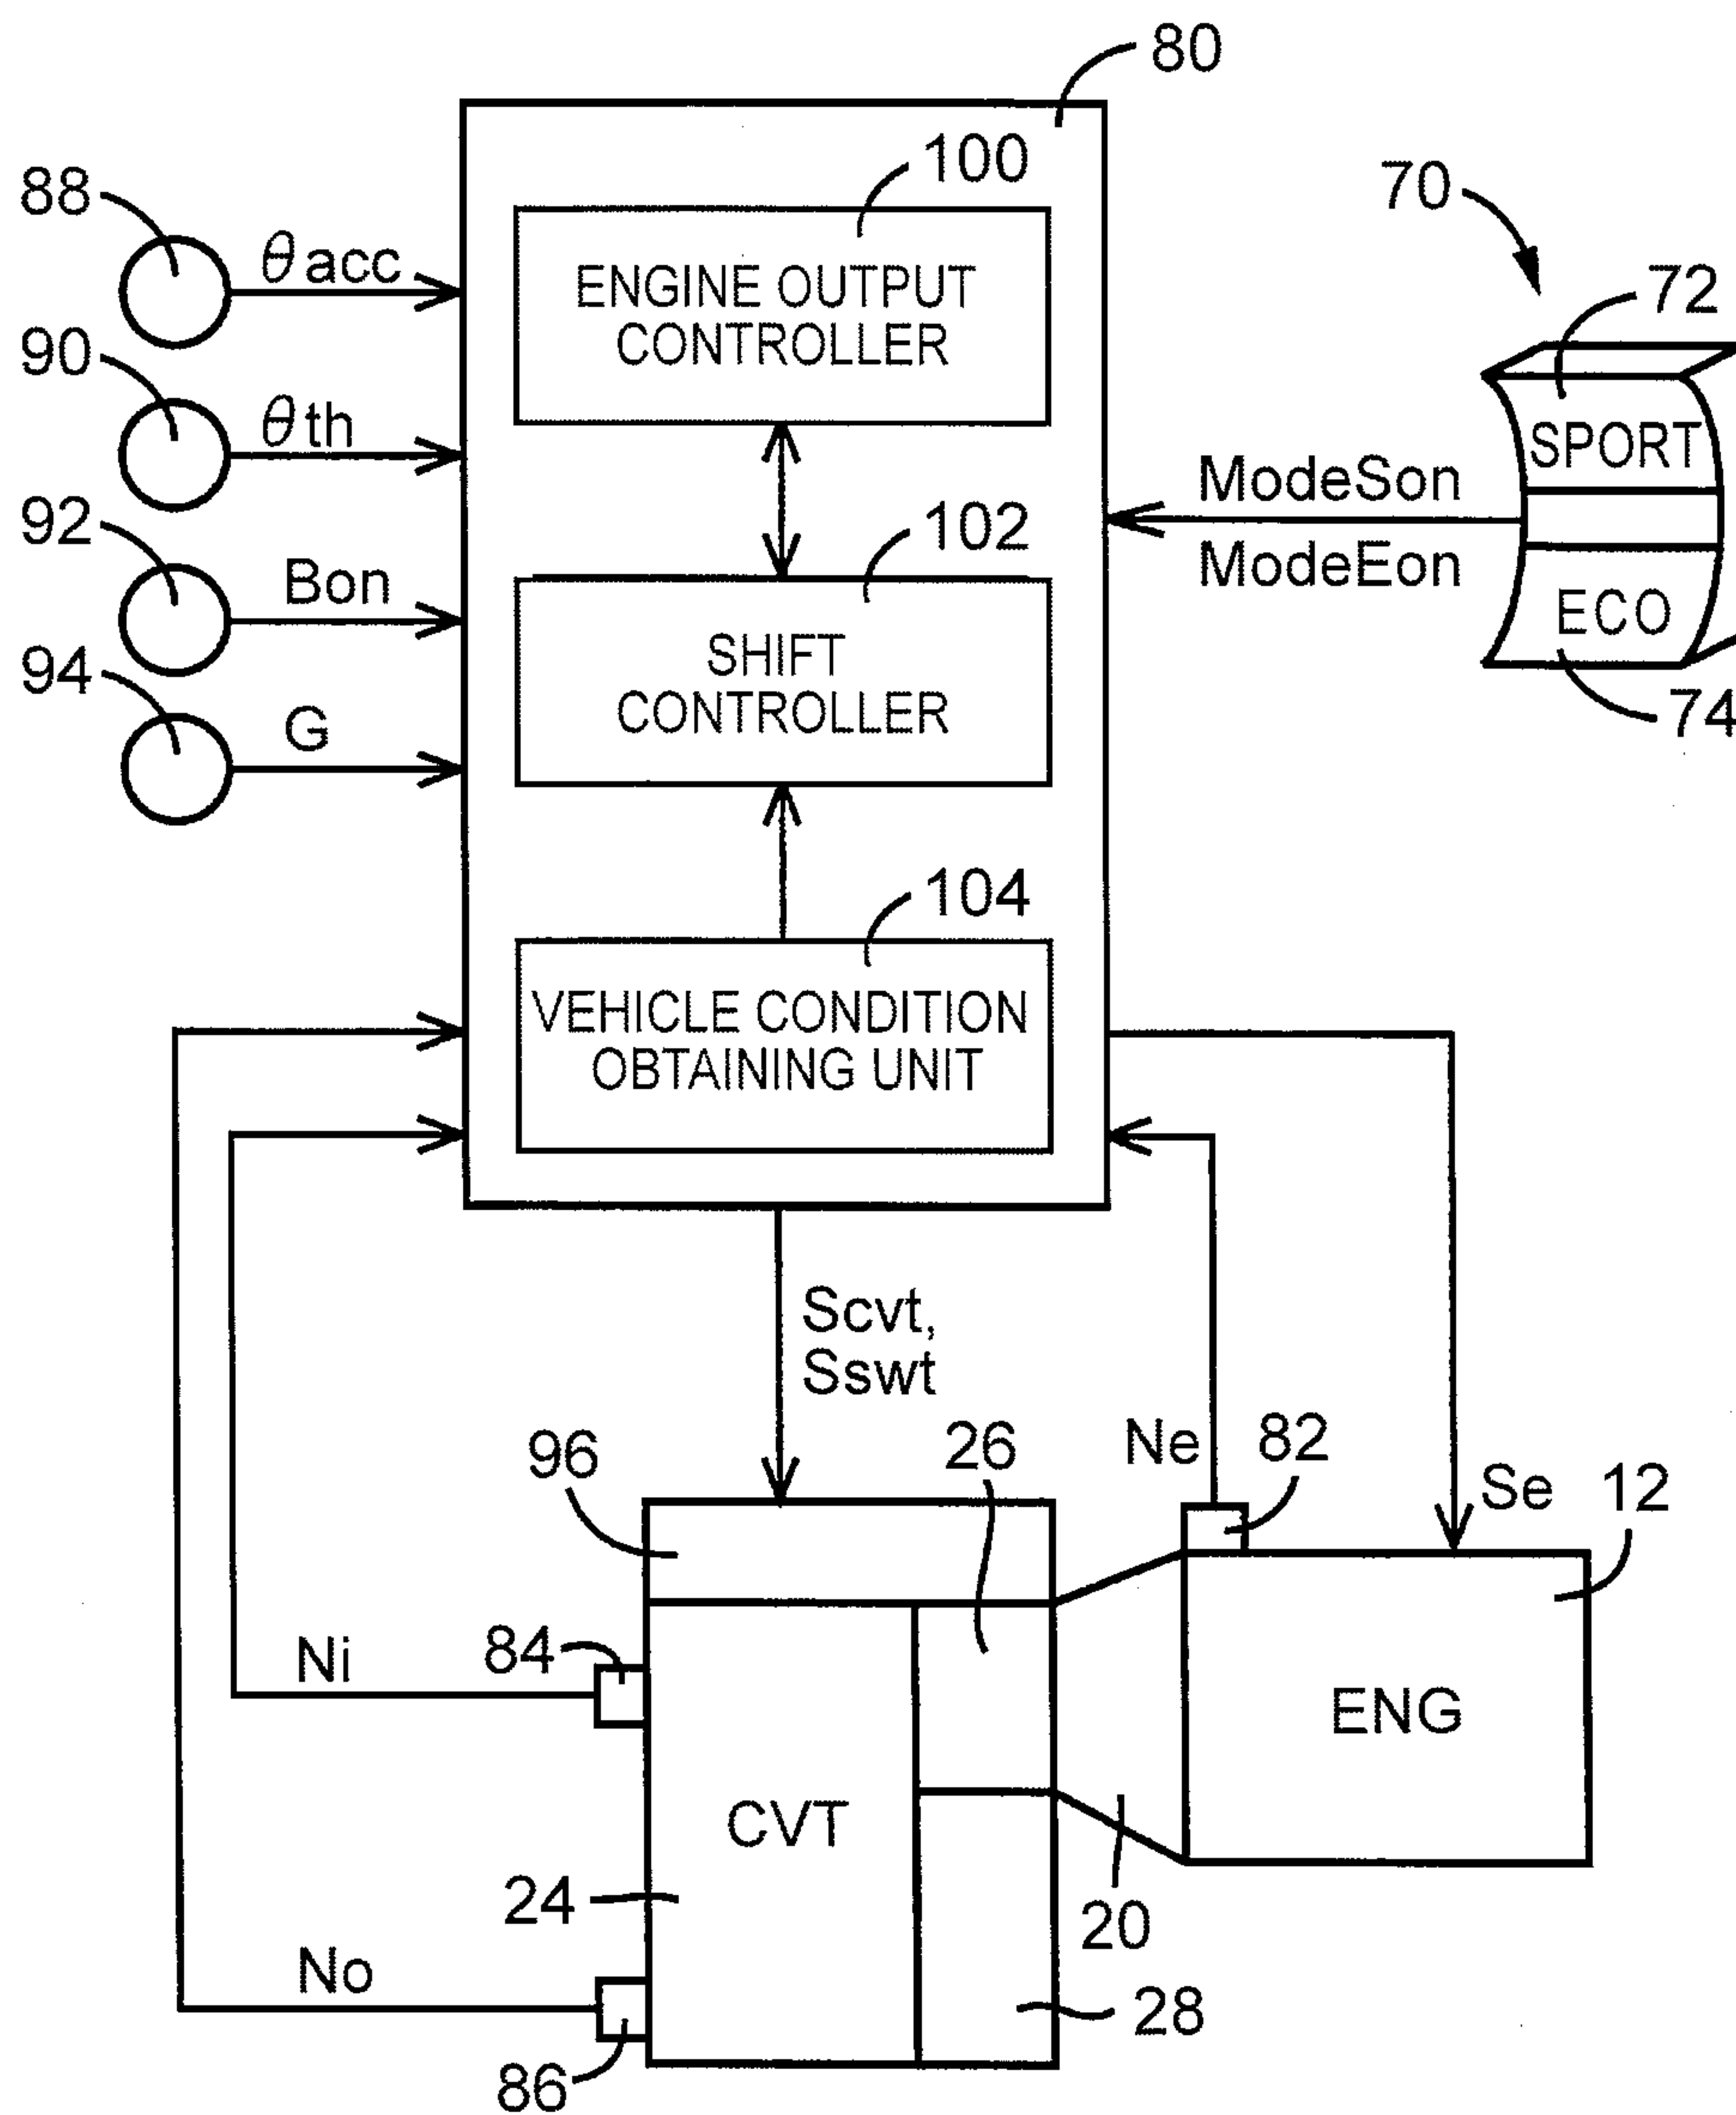 80
100
88
θacc
ENGINE OUTPUT
CONTROLLER
70
72
90
θth
SPORT
ModeSon
92
Bon
102
ModeEon
ECO
SHIFT
CONTROLLER
94
G
74
104
VEHICLE CONDITION
OBTAINING UNIT
Scvt,
Sswt
96
26
Ne
82
Se
12
84
Ni
ENG
CVT
24
20
No
28
86